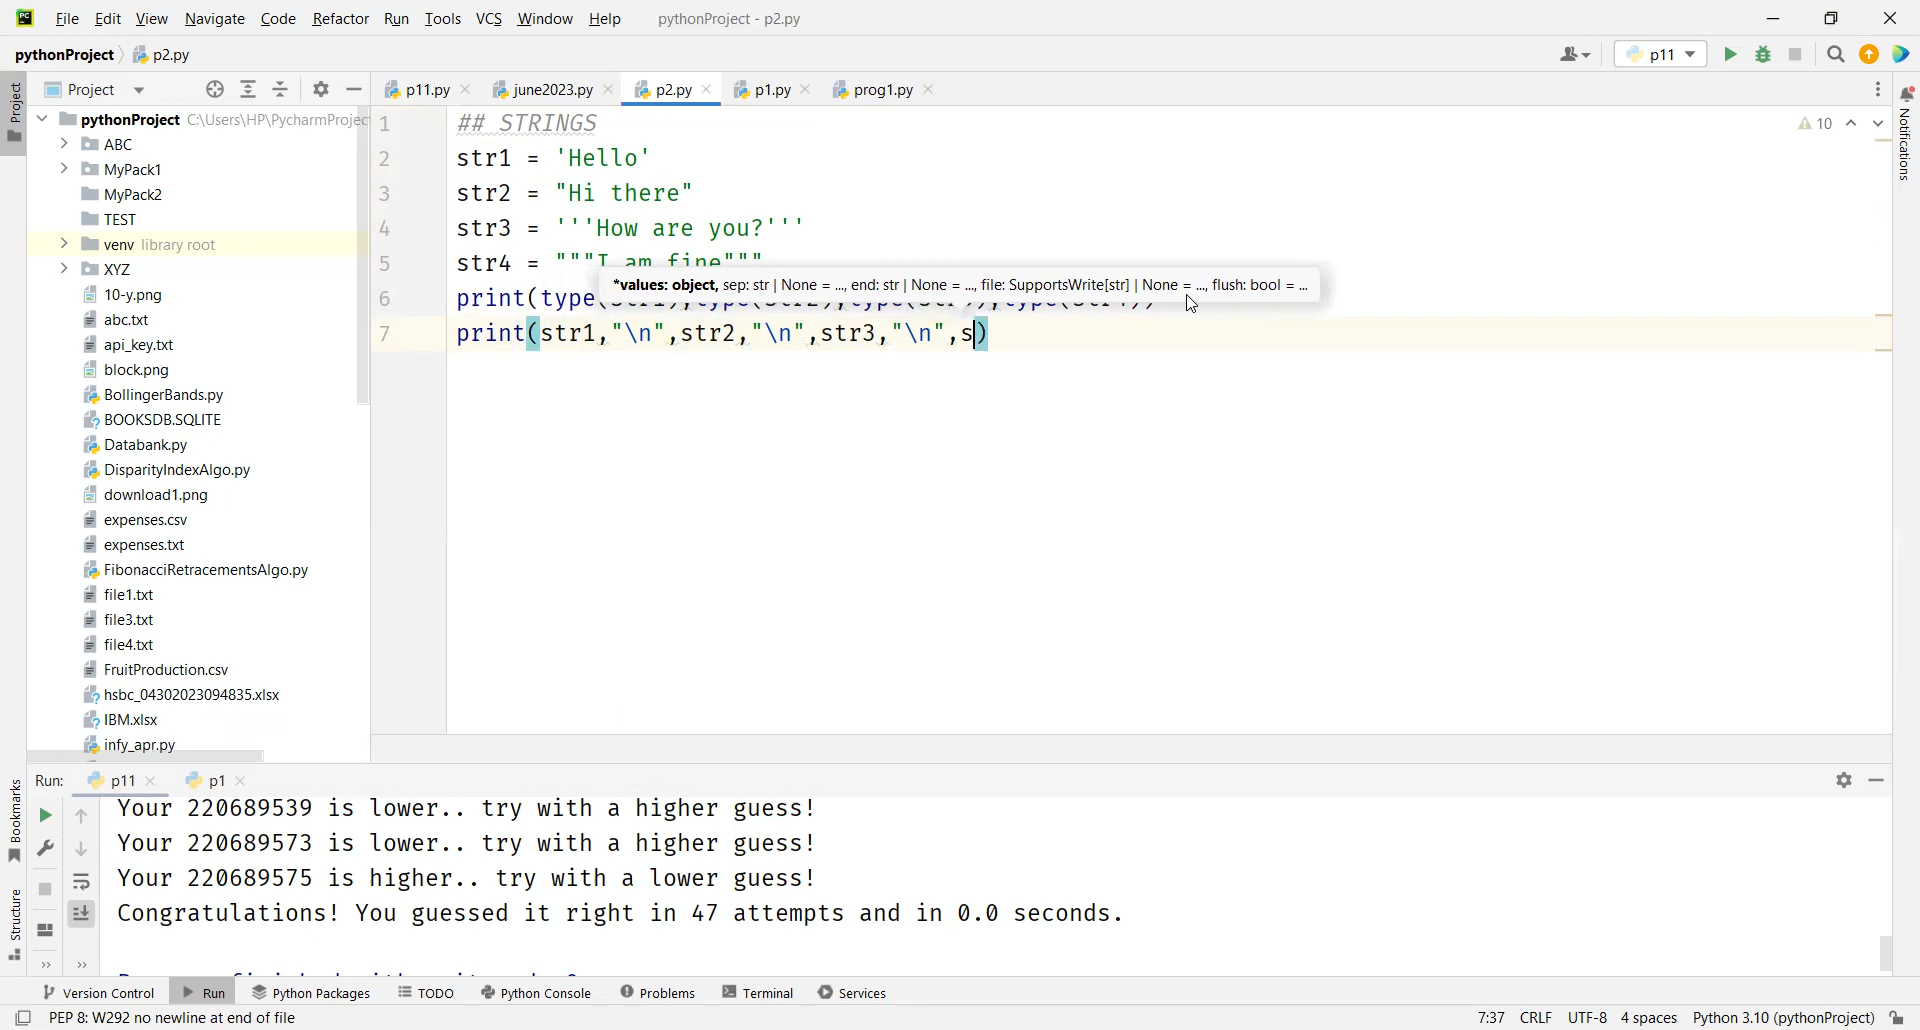 File Edit View Navigate Code Refactor Run Tools VCS Window Help pythonProject - p2.py
pythonProject p2.py p11
Project
Project
p11.py june2023.py p2.py p1.py prog1.py
Notifications
pythonProject C:\Users\HP\PycharmProjec
ABC
MyPack1
MyPack2
TEST
venv library root
XYZ
10-y.png
abc.txt
api_key.txt
block.png
BollingerBands.py
BOOKSDB.SQLITE
Databank.py
DisparityIndexAlgo.py
download1.png
expenses.csv
expenses.txt
FibonacciRetracementsAlgo.py
file1.txt
file3.txt
file4.txt
FruitProduction.csv
hsbc_04302023094835.xlsx
IBM.xlsx
infy_apr.py
10
1 ## STRINGS
2 str1 = 'Hello'
3 str2 = "Hi there"
4 str3 = '''How are you?'''
5 str4 = """I am fine"""
*values: object, sep: str | None = ..., end: str | None = ..., file: SupportsWrite[str] | None = ..., flush: bool = ...
6 print(type(str1),type(str2),type(str3),type(str4))
7 print(str1,"\n",str2,"\n",str3,"\n",s)
Bookmarks
Structure
Run: p11 p1
Your 220689539 is lower.. try with a higher guess!
Your 220689573 is lower.. try with a higher guess!
Your 220689575 is higher.. try with a lower guess!
Congratulations! You guessed it right in 47 attempts and in 0.0 seconds.
Version Control Run Python Packages TODO Python Console Problems Terminal Services
PEP 8: W292 no newline at end of file 7:37 CRLF UTF-8 4 spaces Python 3.10 (pythonProject)